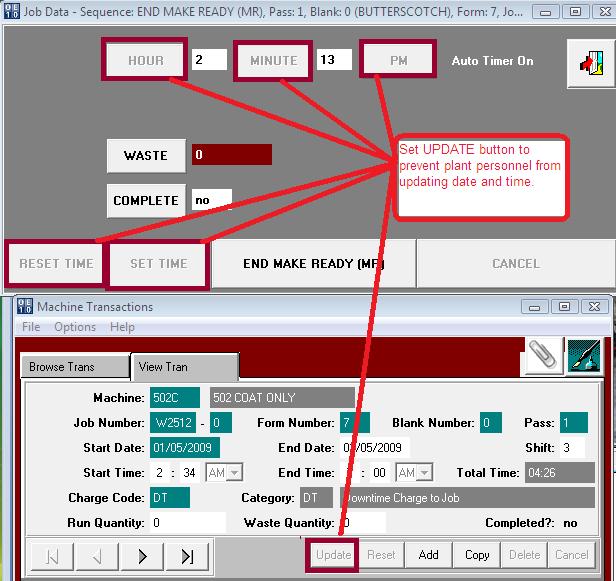 Job Data - Sequence: END MAKE READY (MR), Pass: 1, Blank: 0 (BUTTERSCOTCH), Form: 7, Jo...
HOUR 2 MINUTE 13 PM Auto Timer On
WASTE 0
COMPLETE no
Set UPDATE button to
prevent plant personnel from
updating date and time.
RESET TIME SET TIME END MAKE READY (MR) CANCEL
Machine Transactions
File Options Help
Browse Trans View Tran
Machine: 502C 502 COAT ONLY
Job Number: W2512 - 0 Form Number: 7 Blank Number: 0 Pass: 1
Start Date: 01/05/2009 End Date: /05/2009 Shift: 3
Start Time: 2 : 34 AM End Time: : 00 AM Total Time: 04:26
Charge Code: DT Category: DT Downtime Charge to Job
Run Quantity: 0 Waste Quantity: 0 Completed?: no
Update Reset Add Copy Delete Cancel